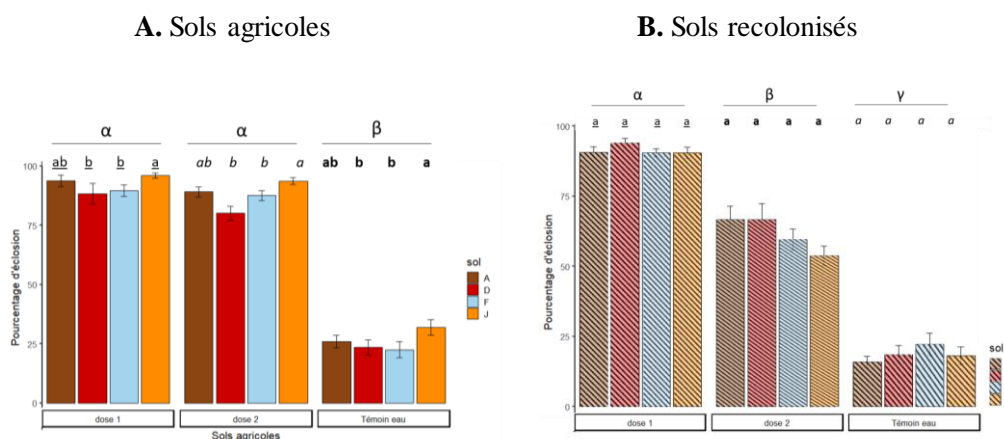 A. Sols agricoles
α α β
ab b b a ab b b a ab b b a
100
75
50
25
0
Pourcentage d'éclosion
sol
A
D
F
J
dose 1 dose 2 Témoin eau
Sols agricoles
B. Sols recolonisés
α β γ
a a a a a a a a a a a a
100
75
50
25
0
Pourcentage d'éclosion
sol
dose 1 dose 2 Témoin eau